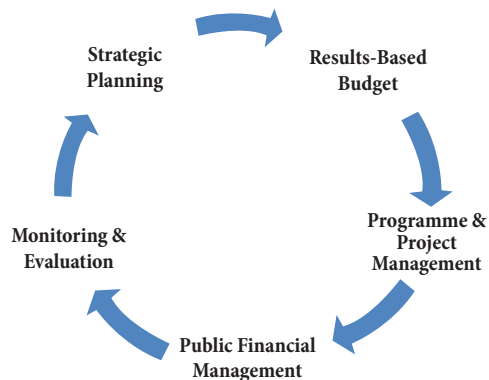 Strategic
Planning
Results-Based
Budget
Programme &
Project
Management
Public Financial
Management
Monitoring &
Evaluation